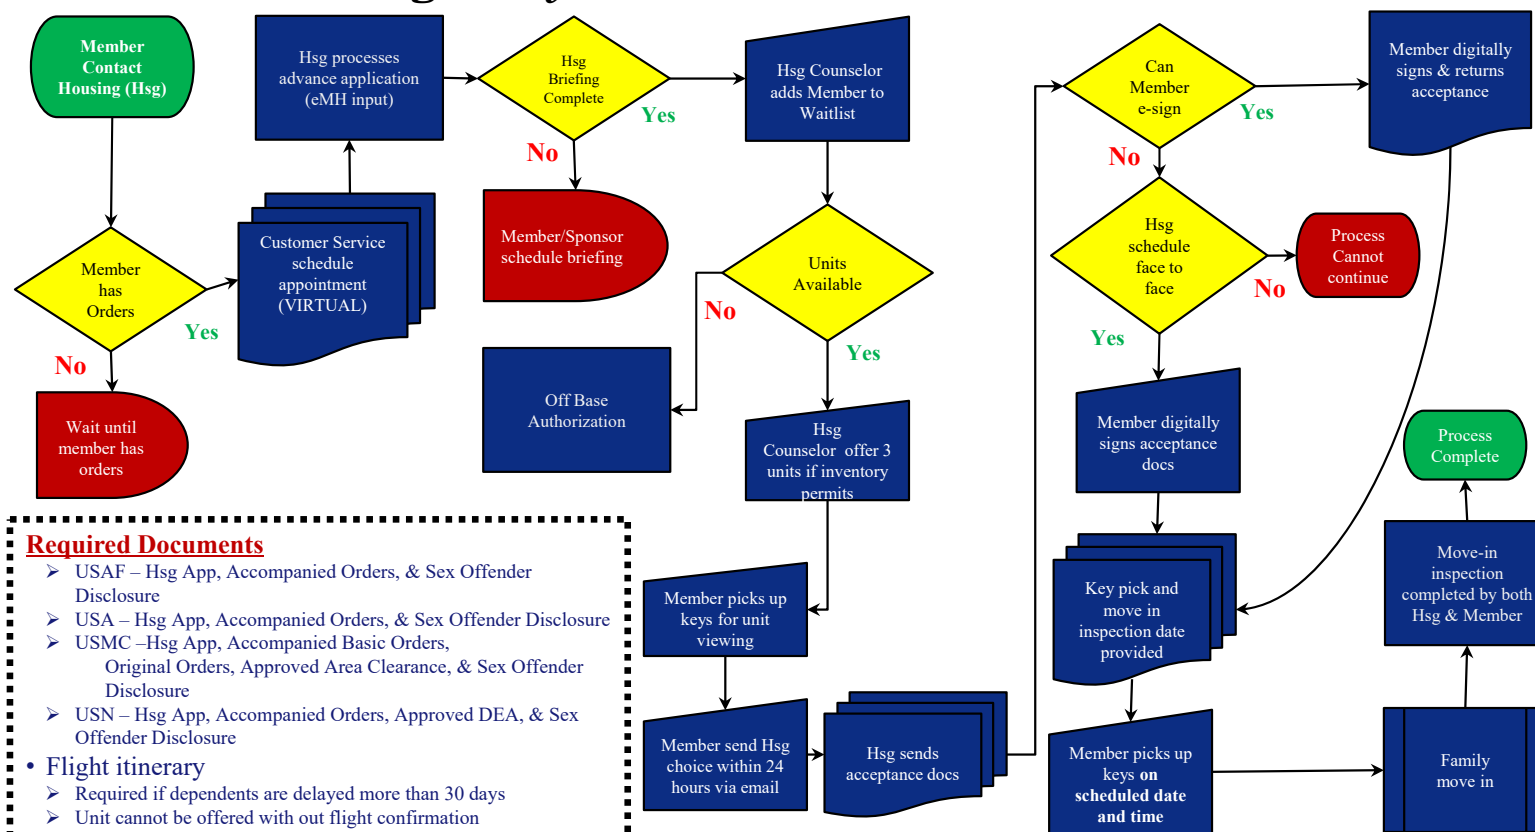 Member
Contact
Housing (Hsg)
Member
has
Orders
Yes
No
Wait until
member has
orders
Customer Service
schedule
appointment
(VIRTUAL)
Hsg processes
advance application
(eMH input)
Hsg
Briefing
Complete
Yes
No
Member/Sponsor
schedule briefing
Hsg Counselor
adds Member to
Waitlist
Units
Available
No
Yes
Off Base
Authorization
Hsg
Counselor offer 3
units if inventory
permits
Member picks up
keys for unit
viewing
Member send Hsg
choice within 24
hours via email
Hsg sends
acceptance docs
Can
Member
e-sign
Yes
No
Member digitally
signs & returns
acceptance
Hsg
schedule
face to
face
No
Yes
Process
Cannot
continue
Member digitally
signs acceptance
docs
Key pick and
move in
inspection date
provided
Member picks up
keys on
scheduled date
and time
Family
move in
Move-in
inspection
completed by both
Hsg & Member
Process
Complete
Required Documents
➢ USAF – Hsg App, Accompanied Orders, & Sex Offender
Disclosure
➢ USA – Hsg App, Accompanied Orders, & Sex Offender Disclosure
➢ USMC –Hsg App, Accompanied Basic Orders,
Original Orders, Approved Area Clearance, & Sex Offender
Disclosure
➢ USN – Hsg App, Accompanied Orders, Approved DEA, & Sex
Offender Disclosure
• Flight itinerary
➢ Required if dependents are delayed more than 30 days
➢ Unit cannot be offered with out flight confirmation